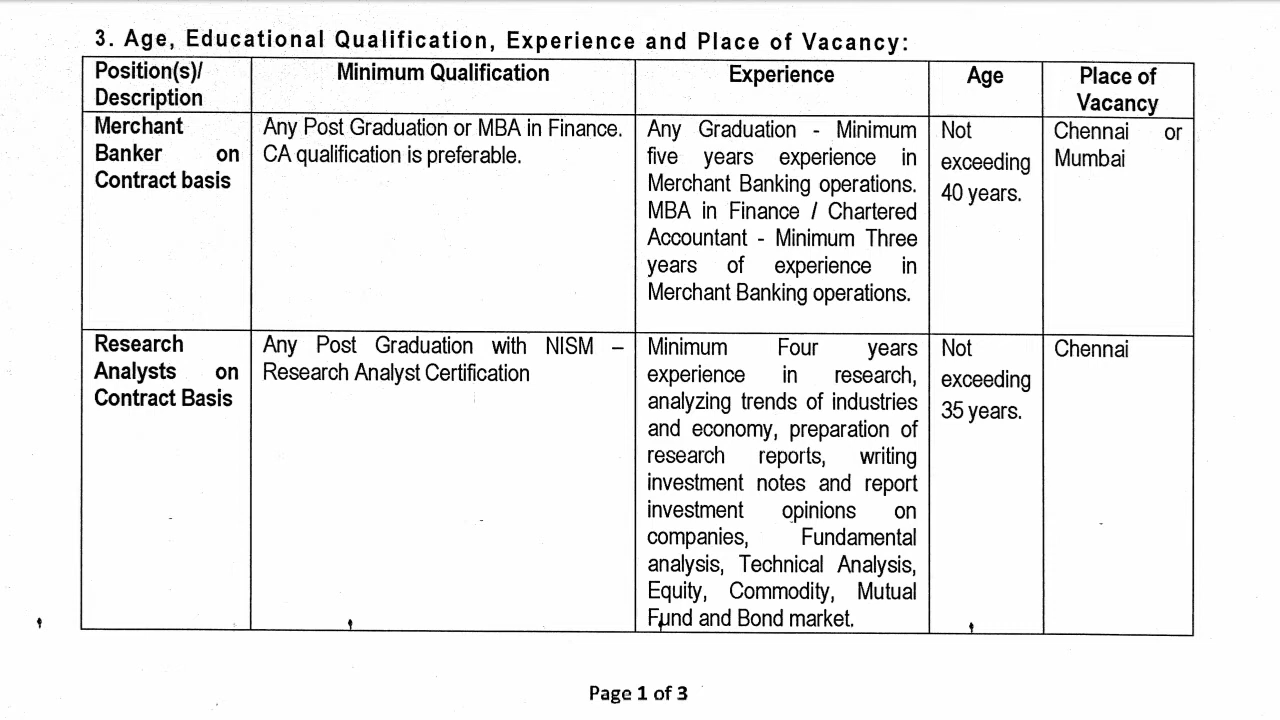 3. Age, Educational Qualification, Experience and Place of Vacancy:
Position(s)/
Description
Minimum Qualification
Experience
Age
Place of
Vacancy
Merchant
Banker on
Contract basis
Any Post Graduation or MBA in Finance.
CA qualification is preferable.
Any Graduation - Minimum
five years experience in
Merchant Banking operations.
MBA in Finance / Chartered
Accountant - Minimum Three
years of experience in
Merchant Banking operations.
Not
exceeding
40 years.
Chennai or
Mumbai
Research
Analysts on
Contract Basis
Any Post Graduation with NISM –
Research Analyst Certification
Minimum Four years
experience in research,
analyzing trends of industries
and economy, preparation of
research reports, writing
investment notes and report
investment opinions on
companies, Fundamental
analysis, Technical Analysis,
Equity, Commodity, Mutual
Fund and Bond market.
Not
exceeding
35 years.
Chennai
Page 1 of 3